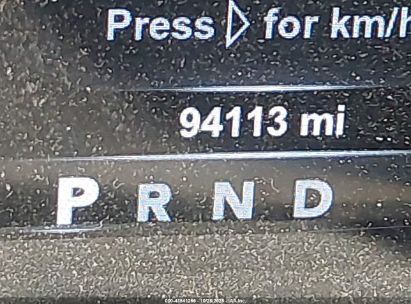 Press ▷ for km/h
94113 mi
P R N D